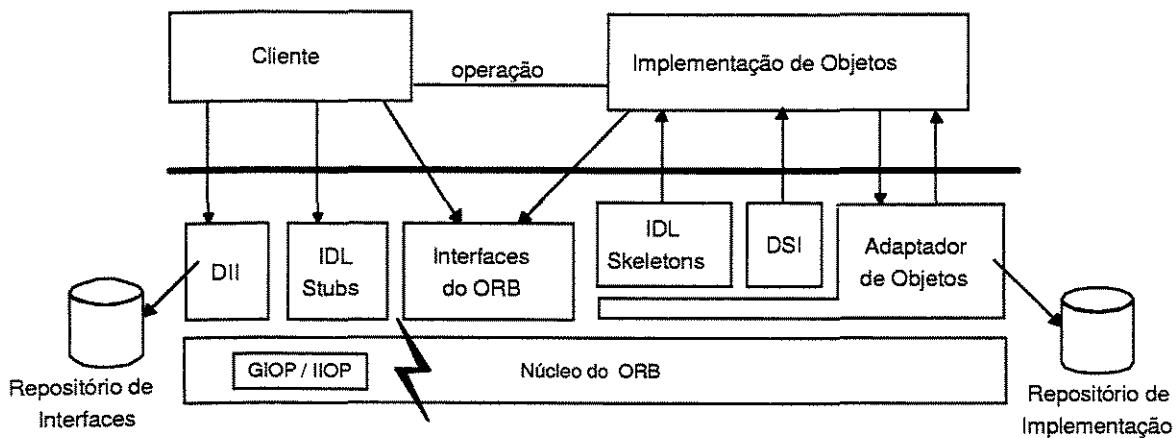 Cliente
operação
Implementação de Objetos
DII
IDL
Stubs
Interfaces
do ORB
IDL
Skeletons
DSI
Adaptador
de Objetos
Repositório de
Interfaces
GIOP / IIOP
Núcleo do ORB
Repositório de
Implementação